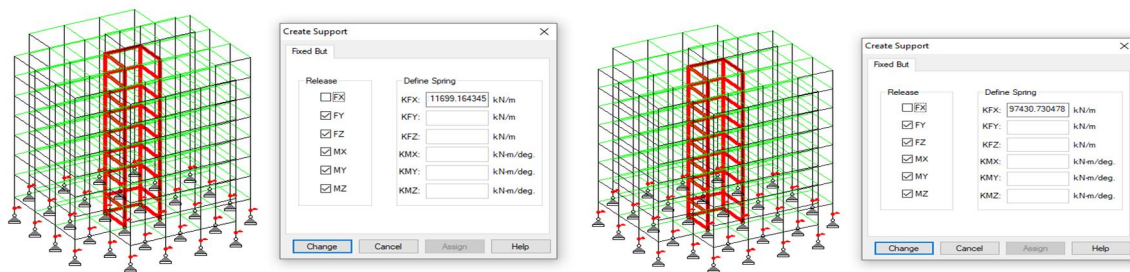 Create Support
Fixed But
Release
FX
FY
FZ
MX
MY
MZ
Define Spring
KFX: 11699.164345 kN/m
KFY: kN/m
KFZ: kN/m
KMX: kN-m/deg.
KMY: kN-m/deg.
KMZ: kN-m/deg.
Change Cancel Assign Help
Create Support
Fixed But
Release
FX
FY
FZ
MX
MY
MZ
Define Spring
KFX: 97430.730478 kN/m
KFY: kN/m
KFZ: kN/m
KMX: kN-m/deg.
KMY: kN-m/deg.
KMZ: kN-m/deg.
Change Cancel Assign Help